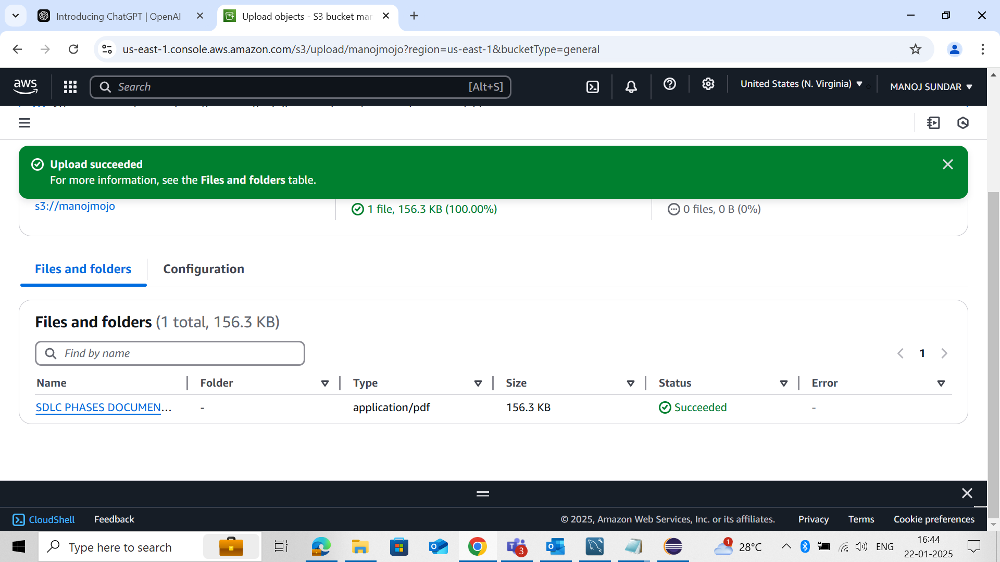 Introducing ChatGPT | OpenAI
Upload objects - S3 bucket mar
us-east-1.console.aws.amazon.com/s3/upload/manojmojo?region=us-east-1&bucketType=general
aws
Search [Alt+S]
United States (N. Virginia)
MANOJ SUNDAR
Upload succeeded
For more information, see the Files and folders table.
s3://manojmojo
1 file, 156.3 KB (100.00%)
0 files, 0 B (0%)
Files and folders
Configuration
Files and folders (1 total, 156.3 KB)
Find by name
1
Name Folder Type Size Status Error
SDLC PHASES DOCUMEN... - application/pdf 156.3 KB Succeeded -
CloudShell Feedback © 2025, Amazon Web Services, Inc. or its affiliates. Privacy Terms Cookie preferences
Type here to search
3
1
28°C
ENG
16:44
22-01-2025